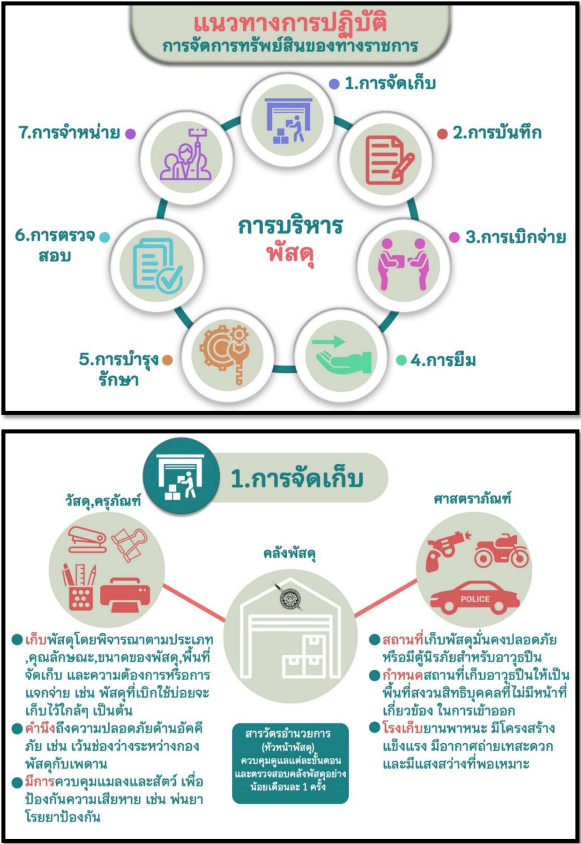 แนวทางการปฏิบัติ
การจัดการทรัพย์สินของทางราชการ
1.การจัดเก็บ
2.การบันทึก
3.การเบิกจ่าย
4.การยืม
5.การบำรุง
รักษา
6.การตรวจ
สอบ
7.การจำหน่าย
การบริหาร
พัสดุ
1.การจัดเก็บ
วัสดุ,ครุภัณฑ์
เก็บพัสดุโดยพิจารณาตามประเภท
,คุณลักษณะ,ขนาดของพัสดุ,พื้นที่
จัดเก็บ และความต้องการหรือการ
แจกจ่าย เช่น พัสดุที่เบิกใช้บ่อยจะ
เก็บไว้ใกล้ๆ เป็นต้น
คำนึงถึงความปลอดภัยด้านอัคคี
ภัย เช่น เว้นช่องว่างระหว่างกอง
พัสดุกับเพดาน
มีการควบคุมแมลงและสัตว์ เพื่อ
ป้องกันความเสียหาย เช่น พ่นยา
โรยยาป้องกัน
คลังพัสดุ
สารวัตรอำนวยการ
(หัวหน้าพัสดุ)
ควบคุมดูแลแต่ละขั้นตอน
และตรวจสอบคลังพัสดุอย่าง
น้อยเดือนละ 1 ครั้ง
ศาสตราภัณฑ์
POLICE
สถานที่เก็บพัสดุมั่นคงปลอดภัย
หรือมีตู้นิรภัยสำหรับอาวุธปืน
กำหนดสถานที่เก็บอาวุธปืนให้เป็น
พื้นที่สงวนสิทธิบุคคลที่ไม่มีหน้าที่
เกี่ยวข้อง ในการเข้าออก
โรงเก็บยานพาหนะ มีโครงสร้าง
แข็งแรง มีอากาศถ่ายเทสะดวก
และมีแสงสว่างที่พอเหมาะ